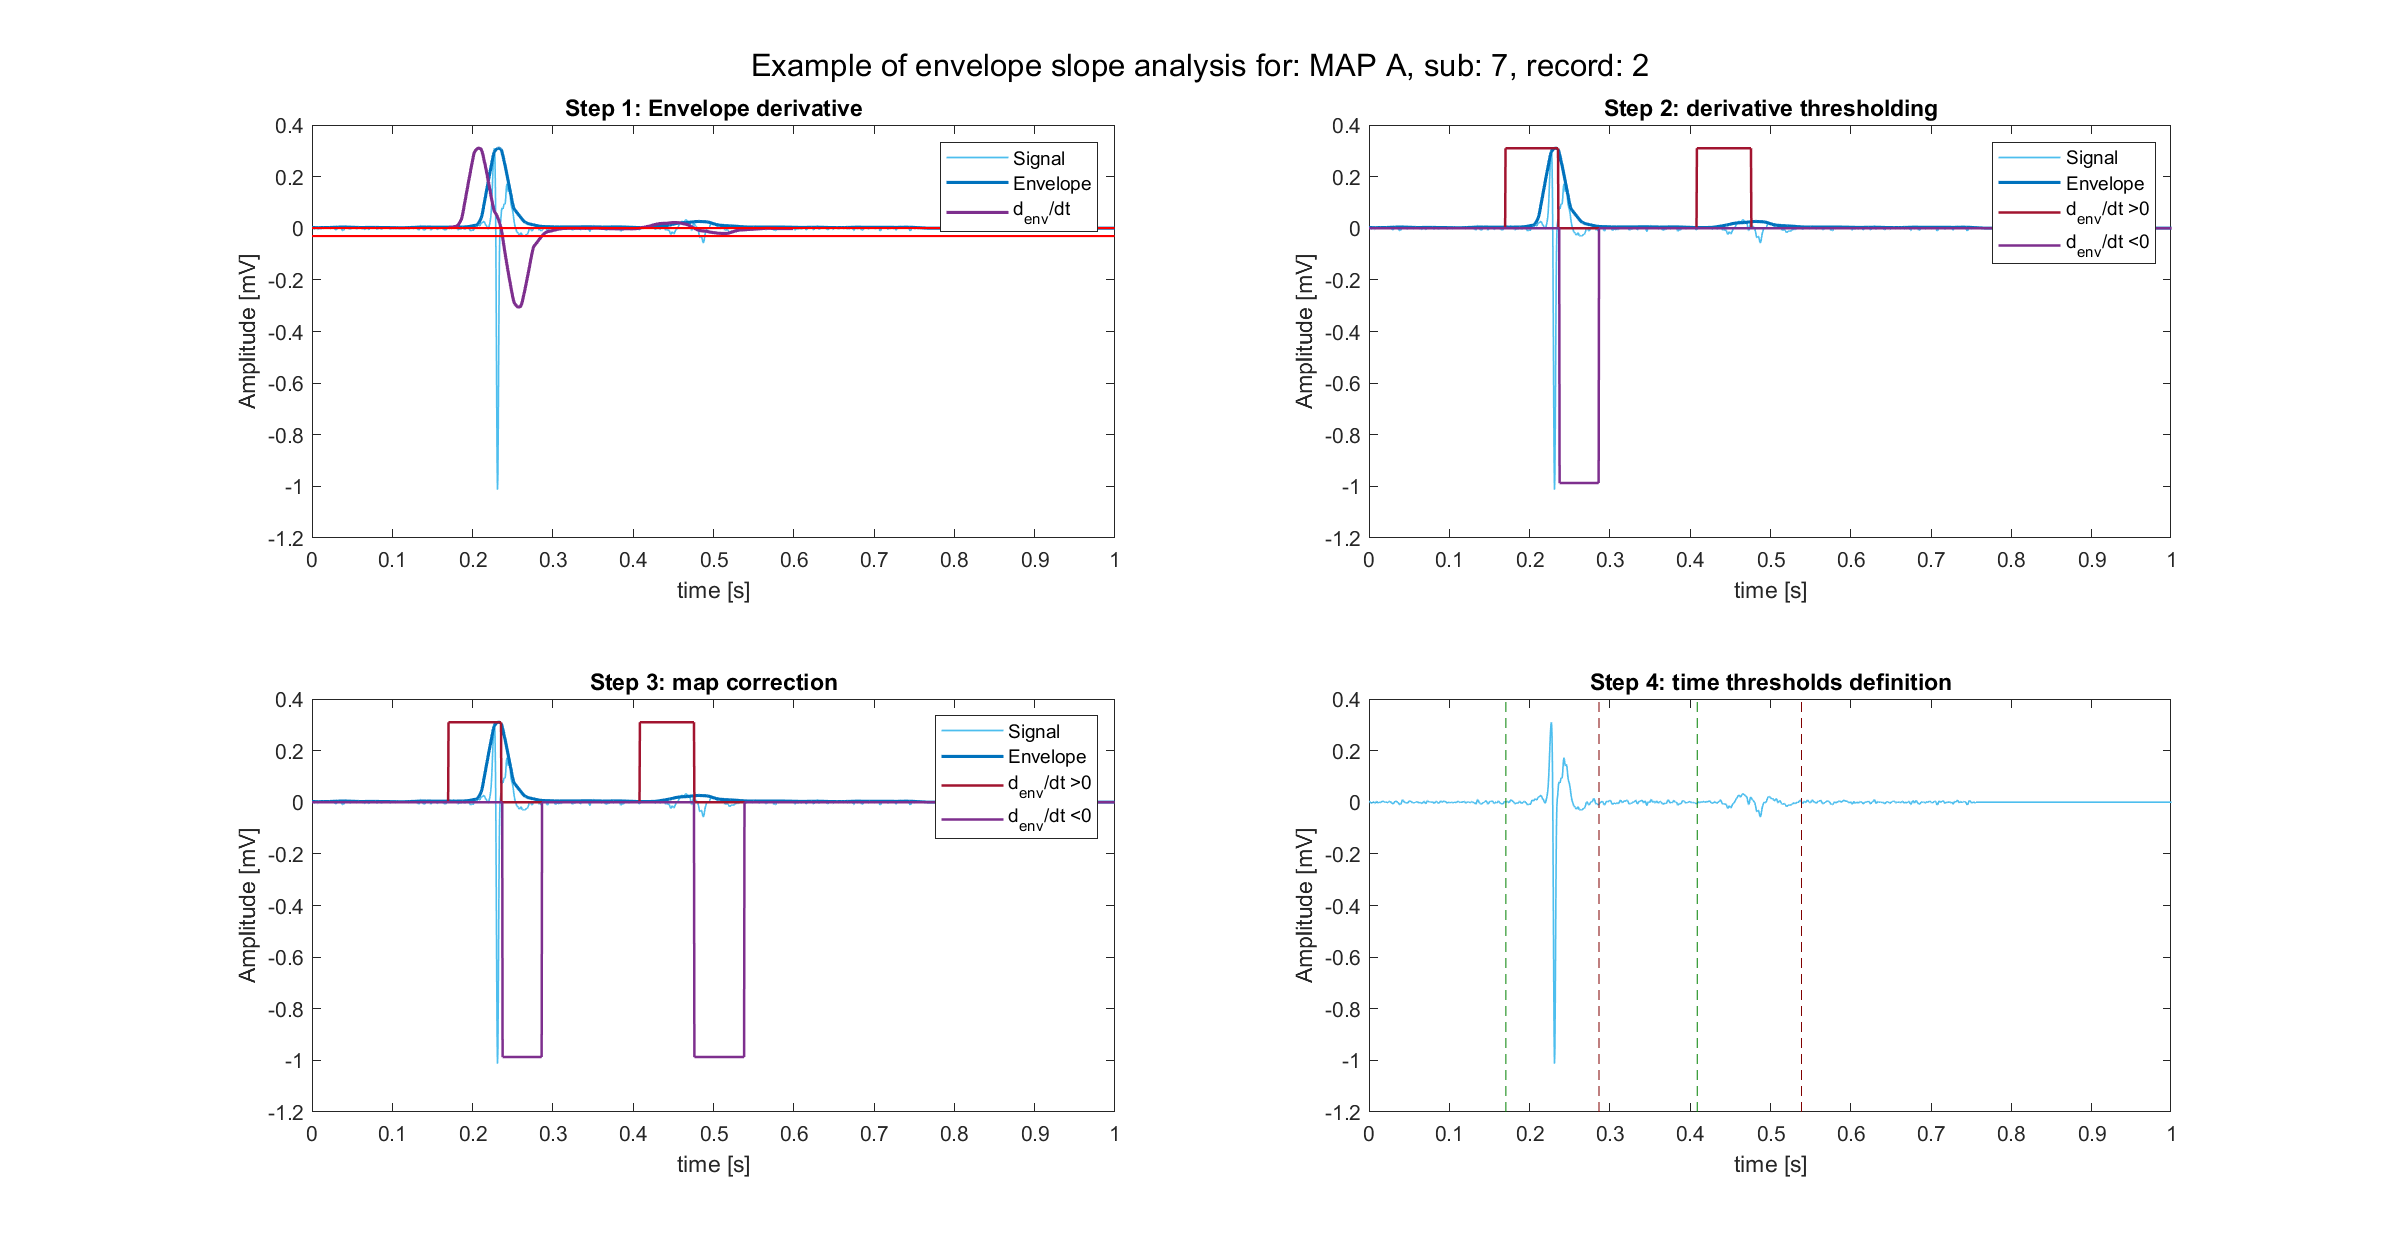 Example of envelope slope analysis for: MAP A, sub: 7, record: 2
Step 1: Envelope derivative
0.4
0.2
0
-0.2
-0.4
-0.6
-0.8
-1
-1.2
Amplitude [mV]
0 0.1 0.2 0.3 0.4 0.5 0.6 0.7 0.8 0.9 1
time [s]
Signal
Envelope
d_env/dt
Step 2: derivative thresholding
0.4
0.2
0
-0.2
-0.4
-0.6
-0.8
-1
-1.2
Amplitude [mV]
0 0.1 0.2 0.3 0.4 0.5 0.6 0.7 0.8 0.9 1
time [s]
Signal
Envelope
d_env/dt >0
d_env/dt <0
Step 3: map correction
0.4
0.2
0
-0.2
-0.4
-0.6
-0.8
-1
-1.2
Amplitude [mV]
0 0.1 0.2 0.3 0.4 0.5 0.6 0.7 0.8 0.9 1
time [s]
Signal
Envelope
d_env/dt >0
d_env/dt <0
Step 4: time thresholds definition
0.4
0.2
0
-0.2
-0.4
-0.6
-0.8
-1
-1.2
Amplitude [mV]
0 0.1 0.2 0.3 0.4 0.5 0.6 0.7 0.8 0.9 1
time [s]